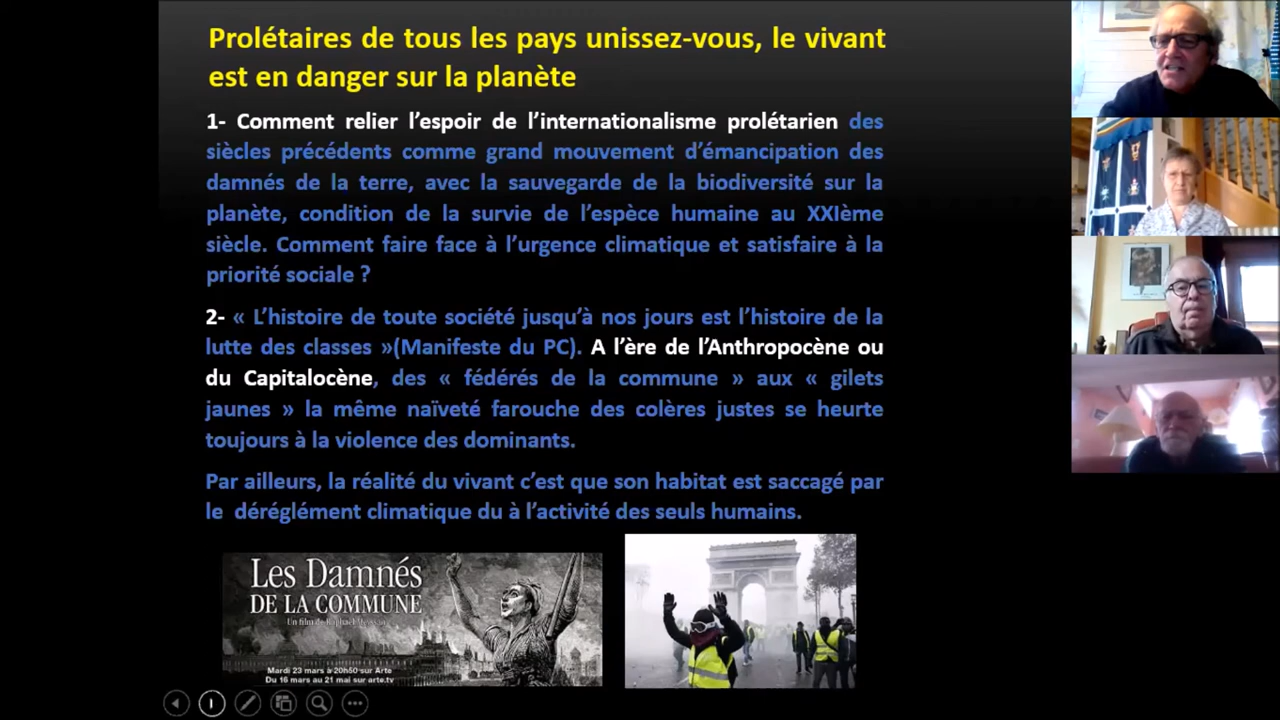 Prolétaires de tous les pays unissez-vous, le vivant
est en danger sur la planète
1- Comment relier l’espoir de l’internationalisme prolétarien des
siècles précédents comme grand mouvement d’émancipation des
damnés de la terre, avec la sauvegarde de la biodiversité sur la
planète, condition de la survie de l’espèce humaine au XXIème
siècle. Comment faire face à l’urgence climatique et satisfaire à la
priorité sociale ?
2- « L’histoire de toute société jusqu’à nos jours est l’histoire de la
lutte des classes »(Manifeste du PC). A l’ère de l’Anthropocène ou
du Capitalocène, des « fédérés de la commune » aux « gilets
jaunes » la même naïveté farouche des colères justes se heurte
toujours à la violence des dominants.
Par ailleurs, la réalité du vivant c’est que son habitat est saccagé par
le déréglément climatique du à l’activité des seuls humains.
Les Damnés
DE LA COMMUNE
Un film de Raphaël
Mardi 23 mars à 20h50 sur Arte
Du 16 mars au 21 mai sur arte.tv